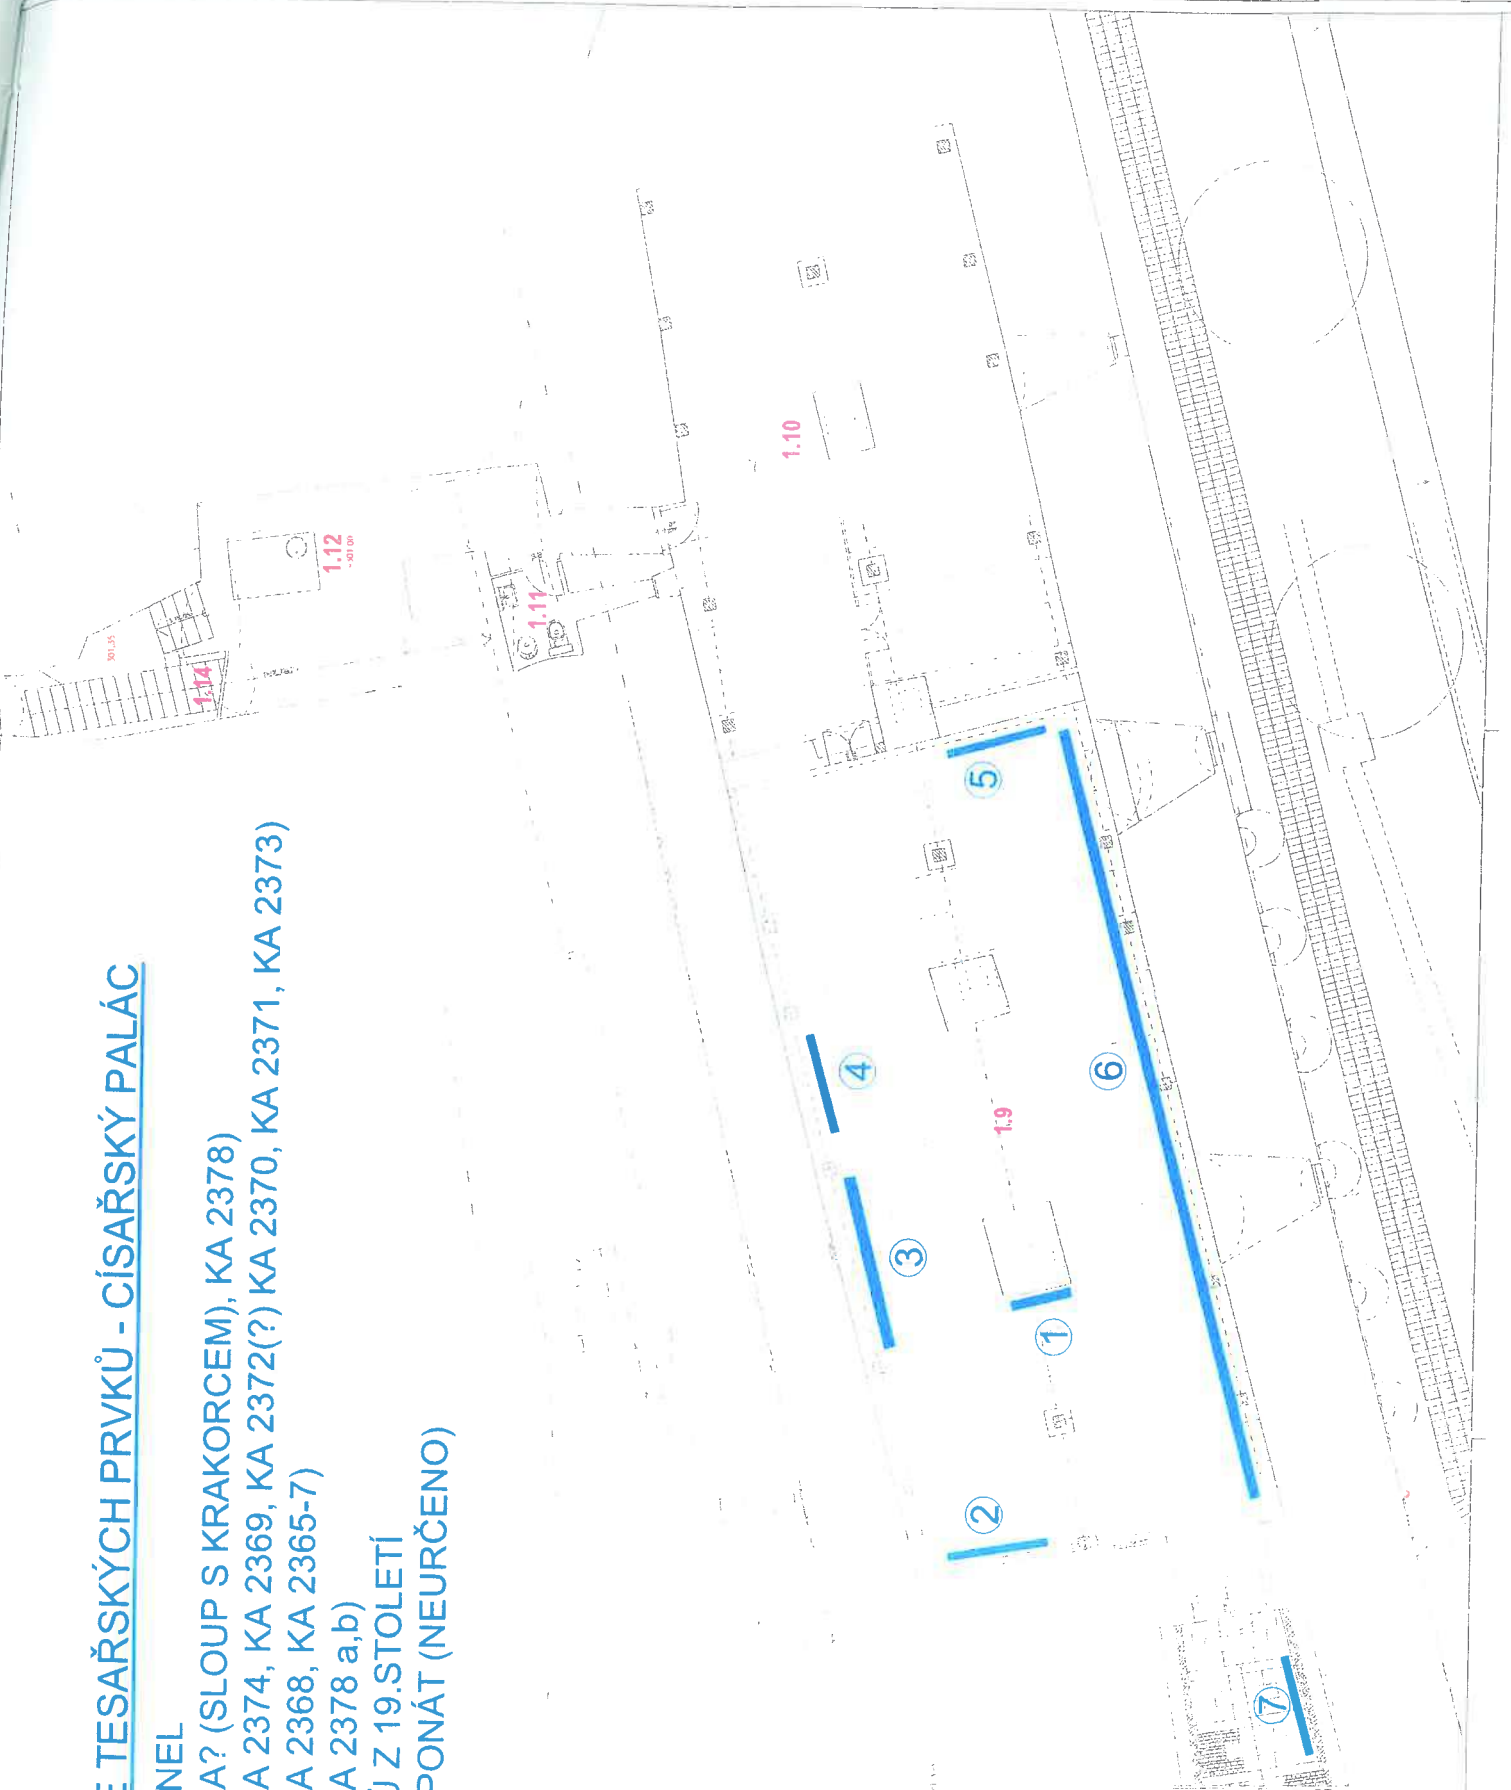 E TESAŘSKÝCH PRVKŮ - CÍSAŘSKÝ PALÁC
NEL
A? (SLOUP S KRAKORCEM), KA 2378)
A 2374, KA 2369, KA 2372(?) KA 2370, KA 2371, KA 2373)
A 2368, KA 2365-7)
A 2378 a,b)
Ů Z 19.STOLETÍ
PONÁT (NEURČENO)
301,35
1.14
1.12
1.11
1.10
1.9
1
2
3
4
5
6
7